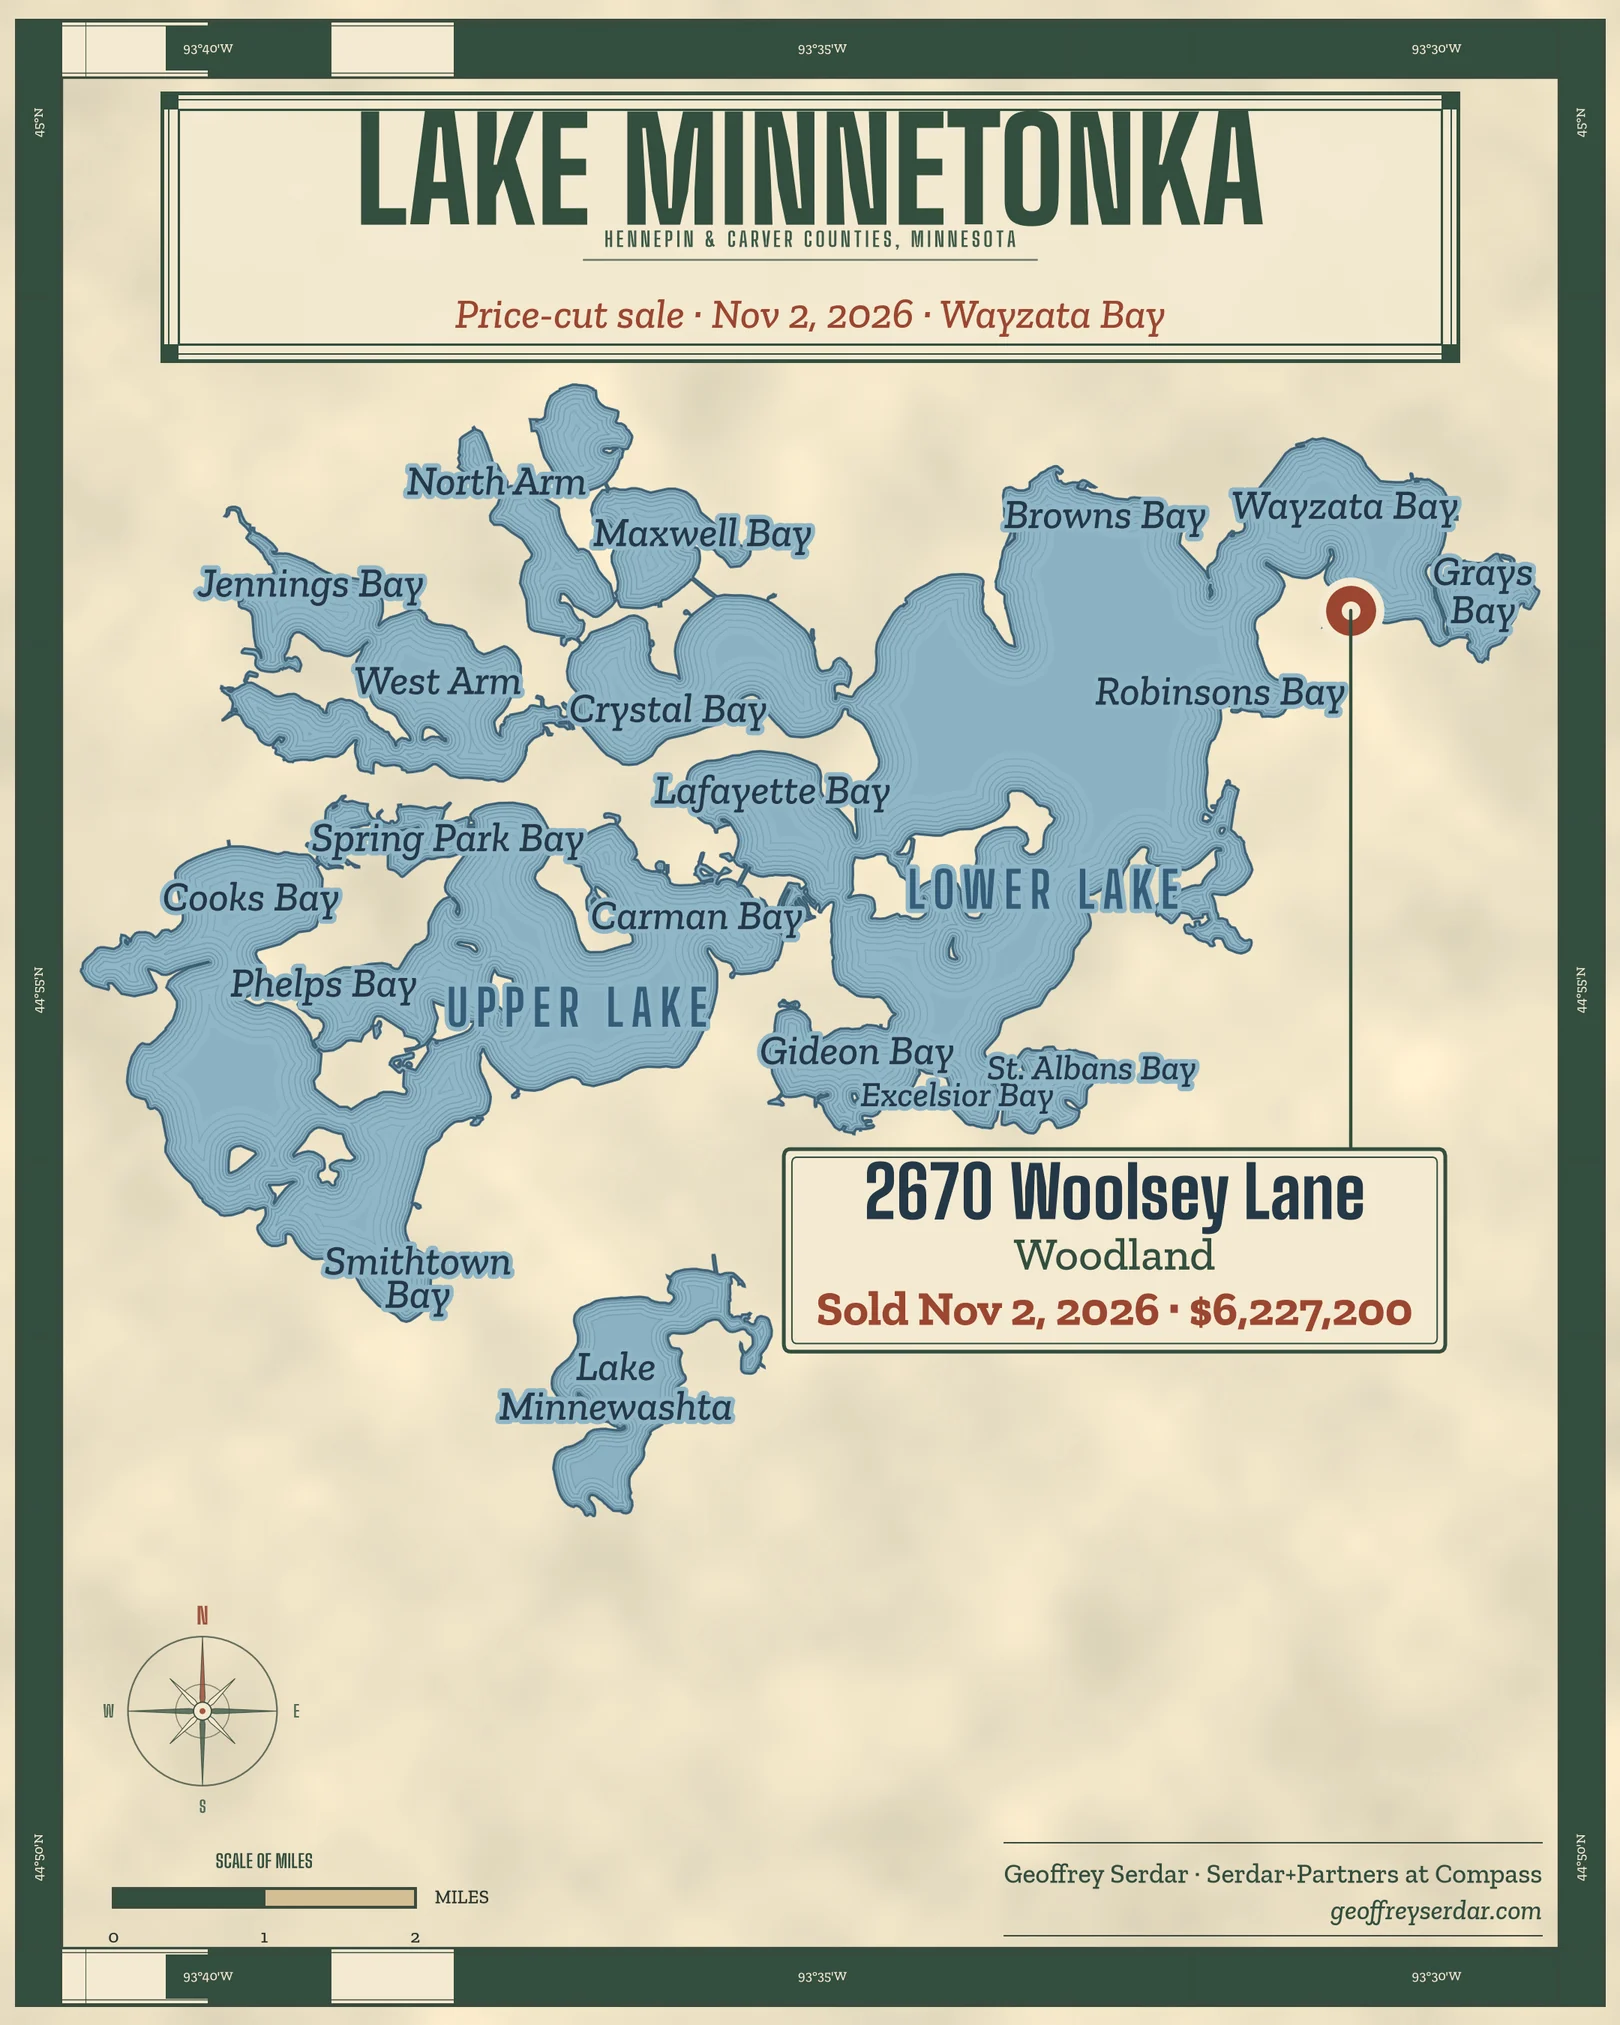 93°40'W
93°35'W
93°30'W
45°N
45°N
LAKE MINNETONKA
HENNEPIN & CARVER COUNTIES, MINNESOTA
Price-cut sale · Nov 2, 2026 · Wayzata Bay
North Arm
Maxwell Bay
Browns Bay
Wayzata Bay
Jennings Bay
Grays
Bay
West Arm
Crystal Bay
Robinsons Bay
Lafayette Bay
Spring Park Bay
Cooks Bay
Carman Bay
LOWER LAKE
Phelps Bay
UPPER LAKE
44°55'N
44°55'N
Gideon Bay
St. Albans Bay
Excelsior Bay
2670 Woolsey Lane
Woodland
Sold Nov 2, 2026 · $6,227,200
Smithtown
Bay
Lake
Minnewashta
N
W
E
S
SCALE OF MILES
MILES
0 1 2
Geoffrey Serdar · Serdar+Partners at Compass
geoffreyserdar.com
44°50'N
44°50'N
93°40'W
93°35'W
93°30'W